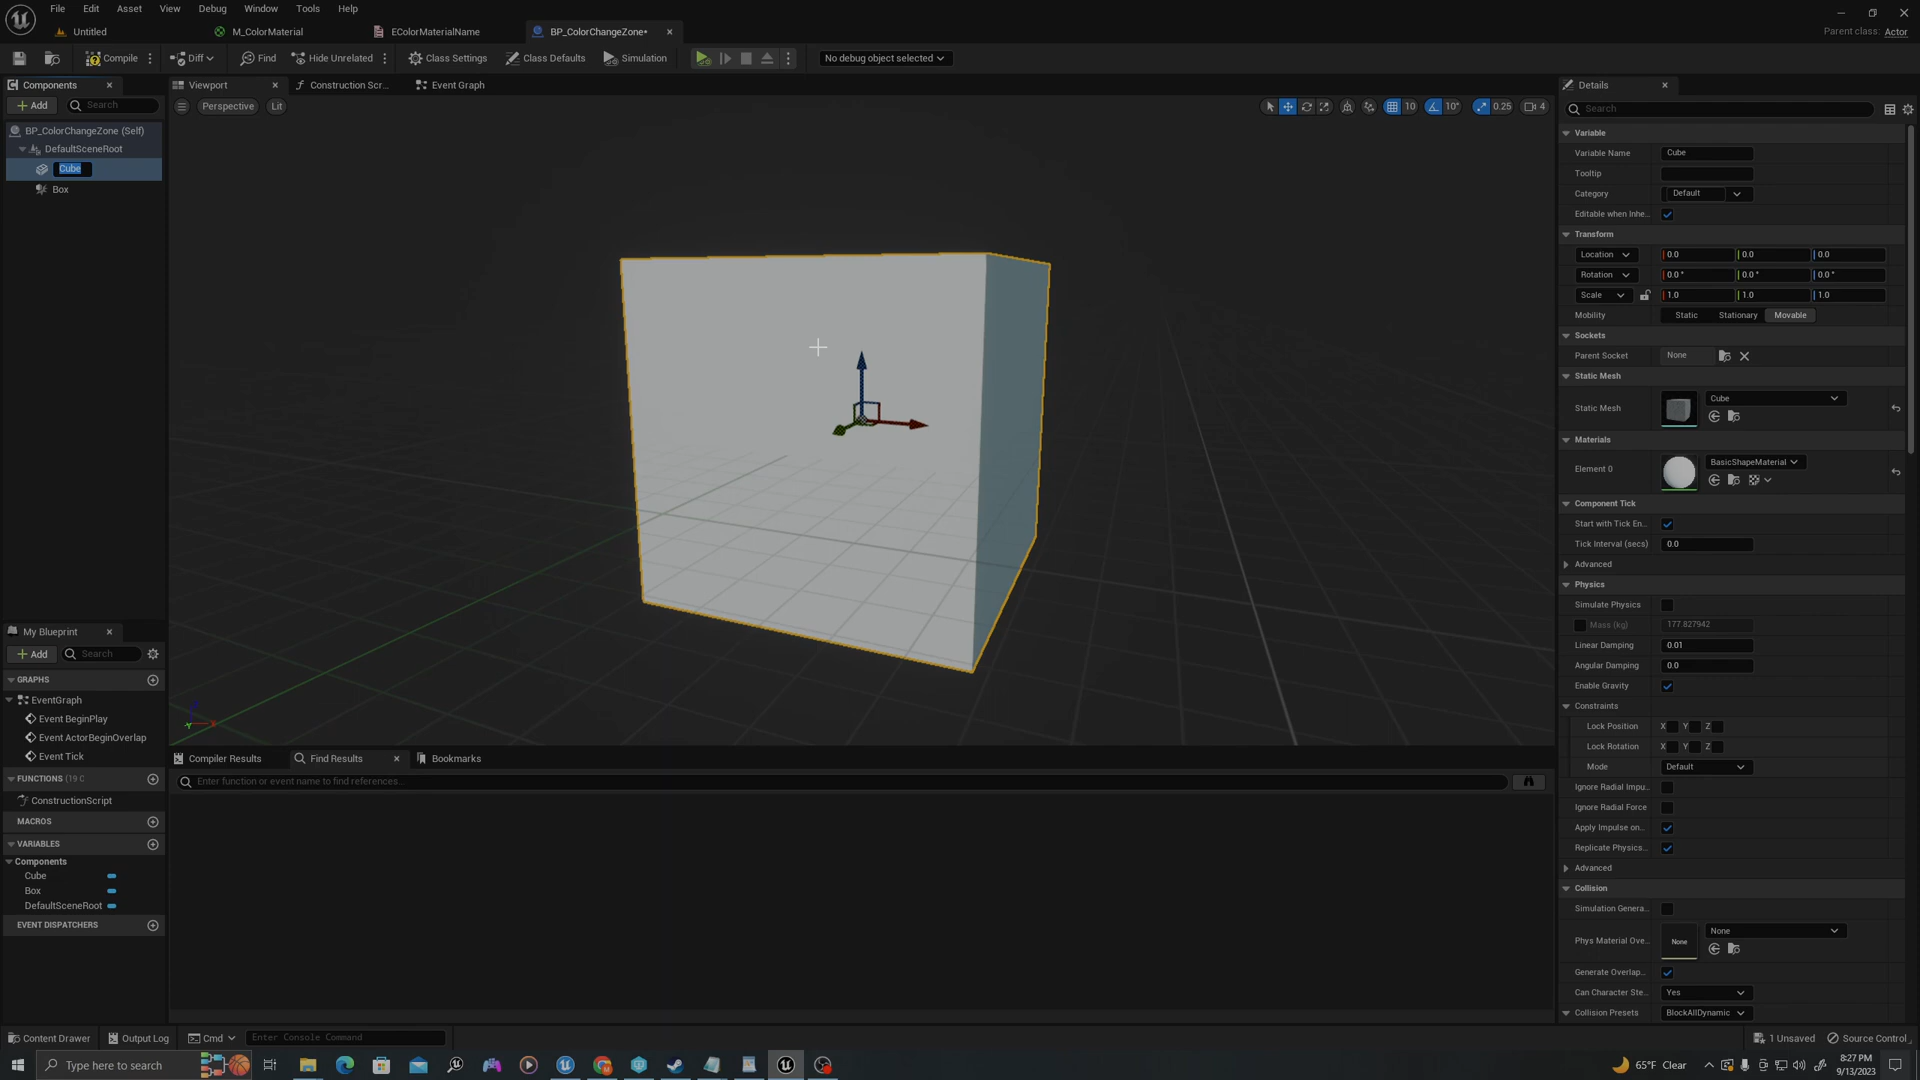 File Edit Asset View Debug Window Tools Help
Untitled M_ColorMaterial EColorMaterialName BP_ColorChangeZone*
Parent class: Actor
Compile Diff Find Hide Unrelated Class Settings Class Defaults Simulation No debug object selected
Components
Add Search
BP_ColorChangeZone (Self)
DefaultSceneRoot
Cube
Box
Viewport Construction Scr... Event Graph
Perspective Lit
10 10° 0.25 4
Details
Search
Variable
Variable Name Cube
Tooltip
Category Default
Editable when Inhe...
Transform
Location 0.0 0.0 0.0
Rotation 0.0 ° 0.0 ° 0.0 °
Scale 1.0 1.0 1.0
Mobility Static Stationary Movable
Sockets
Parent Socket None
Static Mesh
Static Mesh Cube
Materials
Element 0 BasicShapeMaterial
Component Tick
Start with Tick En...
Tick Interval (secs) 0.0
Advanced
Physics
Simulate Physics
Mass (kg) 177.827942
Linear Damping 0.01
Angular Damping 0.0
Enable Gravity
Constraints
Lock Position X Y Z
Lock Rotation X Y Z
Mode Default
Ignore Radial Impu...
Ignore Radial Force
Apply Impulse on...
Replicate Physics...
Advanced
Collision
Simulation Genera...
Phys Material Ove... None None
Generate Overlap...
Can Character Ste... Yes
Collision Presets BlockAllDynamic
My Blueprint
Add Search
GRAPHS
EventGraph
Event BeginPlay
Event ActorBeginOverlap
Event Tick
FUNCTIONS (19 C
ConstructionScript
MACROS
VARIABLES
Components
Cube
Box
DefaultSceneRoot
EVENT DISPATCHERS
Compiler Results Find Results Bookmarks
Enter function or event name to find references...
Content Drawer Output Log Cmd Enter Console Command
1 Unsaved Source Control
Type here to search
65°F Clear
8:27 PM
9/13/2023